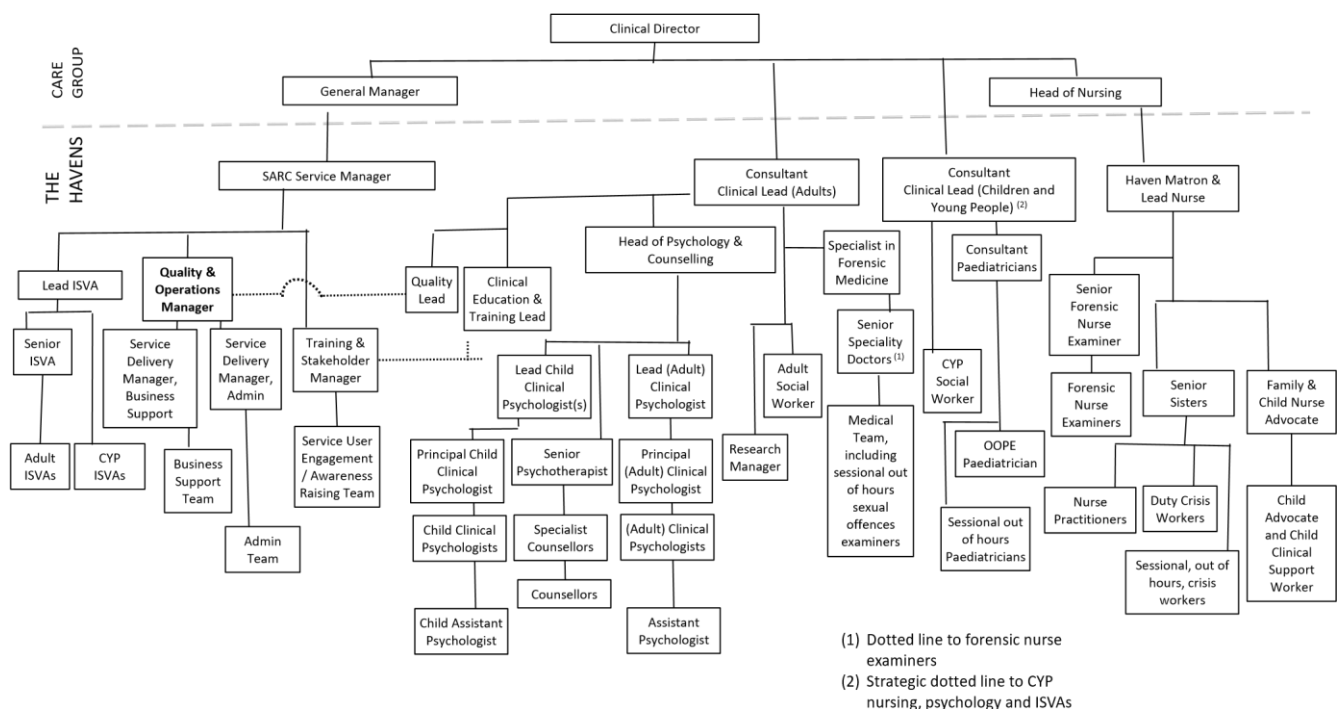 Clinical Director
CARE
GROUP
General Manager
Head of Nursing
THE
HAVENS
SARC Service Manager
Consultant
Clinical Lead (Adults)
Consultant
Clinical Lead (Children and
Young People) (2)
Haven Matron &
Lead Nurse
Lead ISVA
Quality &
Operations
Manager
Quality
Lead
Clinical
Education &
Training Lead
Head of Psychology &
Counselling
Specialist in
Forensic
Medicine
Consultant
Paediatricians
Senior
Forensic
Nurse
Examiner
Senior
ISVA
Service
Delivery
Manager,
Business
Support
Service
Delivery
Manager,
Admin
Training &
Stakeholder
Manager
Lead Child
Clinical
Psychologist(s)
Lead (Adult)
Clinical
Psychologist
Adult
Social
Worker
Senior
Speciality
Doctors (1)
CYP
Social
Worker
Forensic
Nurse
Examiners
Senior
Sisters
Family &
Child Nurse
Advocate
Adult
ISVAs
CYP
ISVAs
Business
Support
Team
Service User
Engagement
/ Awareness
Raising Team
Principal Child
Clinical
Psychologist
Senior
Psychotherapist
Principal
(Adult) Clinical
Psychologist
Research
Manager
Medical
Team,
including
sessional out
of hours
sexual
offences
examiners
OOPE
Paediatrician
Nurse
Practitioners
Duty Crisis
Workers
Child
Advocate
and Child
Clinical
Support
Worker
Admin
Team
Child Clinical
Psychologists
Specialist
Counsellors
(Adult) Clinical
Psychologists
Sessional out
of hours
Paediatricians
Sessional, out of
hours, crisis
workers
Counsellors
Child Assistant
Psychologist
Assistant
Psychologist
(1) Dotted line to forensic nurse
examiners
(2) Strategic dotted line to CYP
nursing, psychology and ISVAs